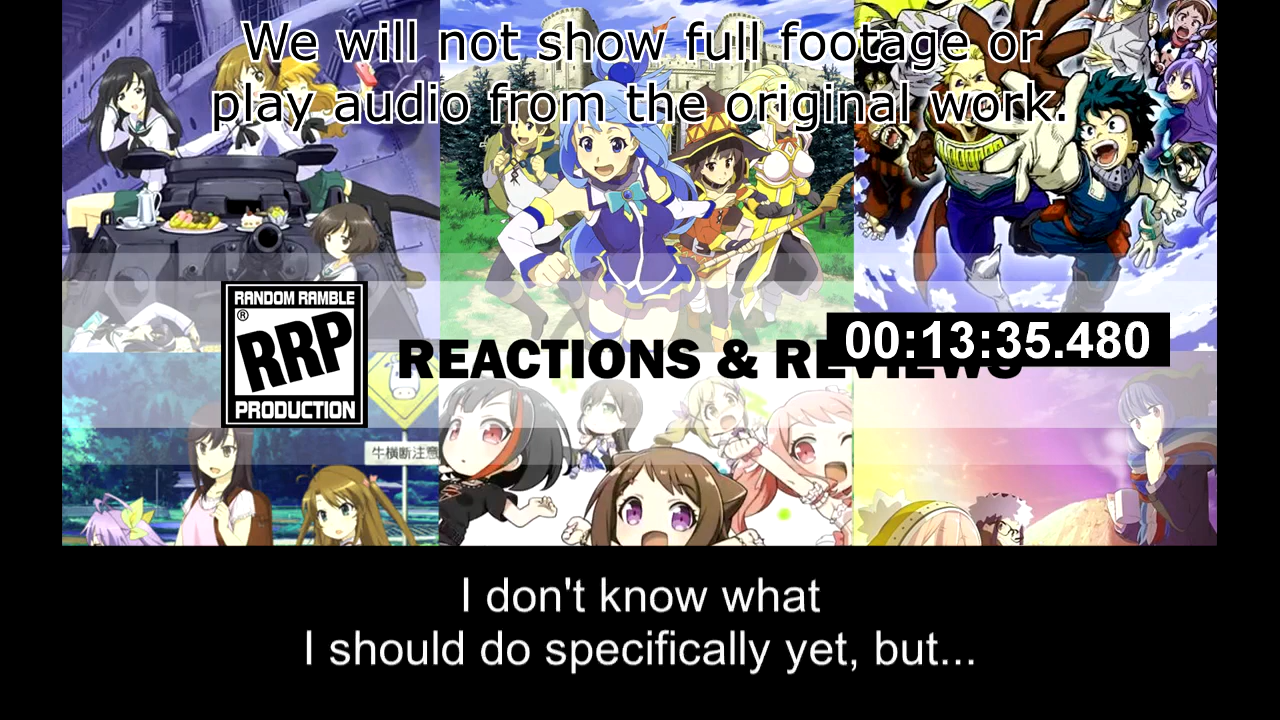 We will not show full footage or
play audio from the original work.
RANDOM RAMBLE
®
RRP
PRODUCTION
REACTIONS & REVIEWS
00:13:35.480
牛横断注意
I don't know what
I should do specifically yet, but...